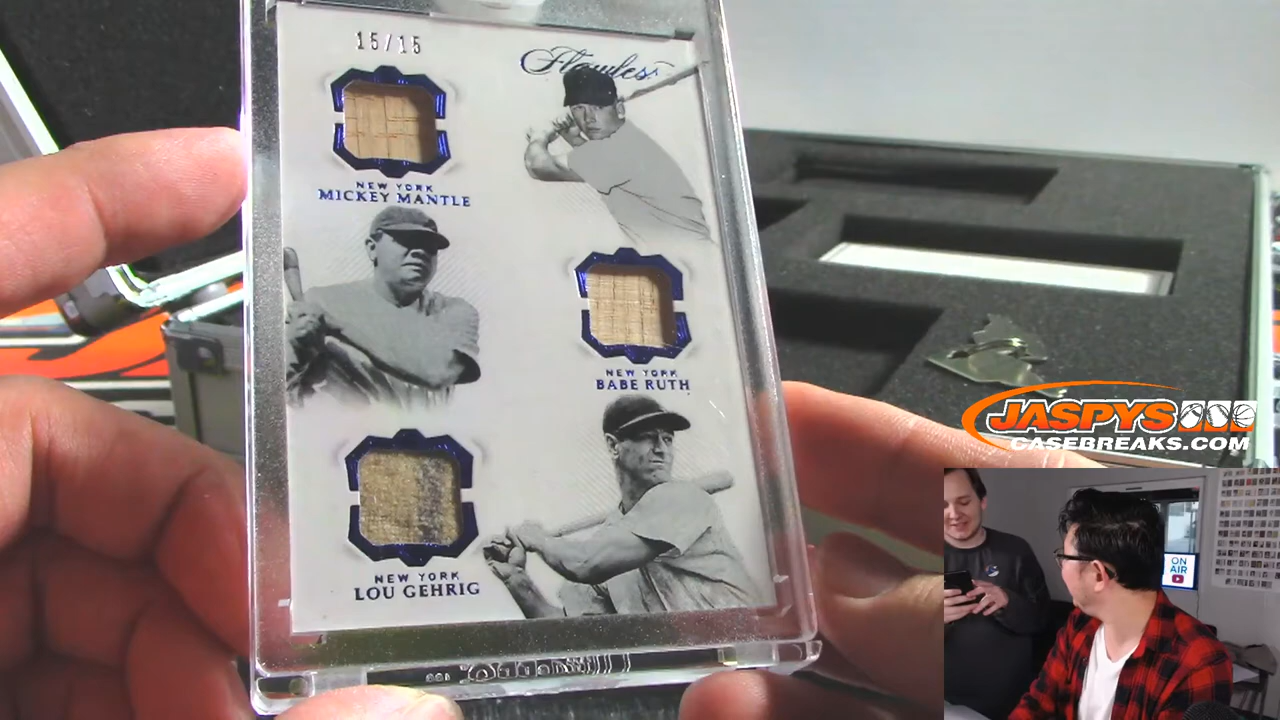 15/15
Flawless
NEW YORK
MICKEY MANTLE
NEW YORK
BABE RUTH
NEW YORK
LOU GEHRIG
JASPYS
CASEBREAKS.COM
ON
AIR